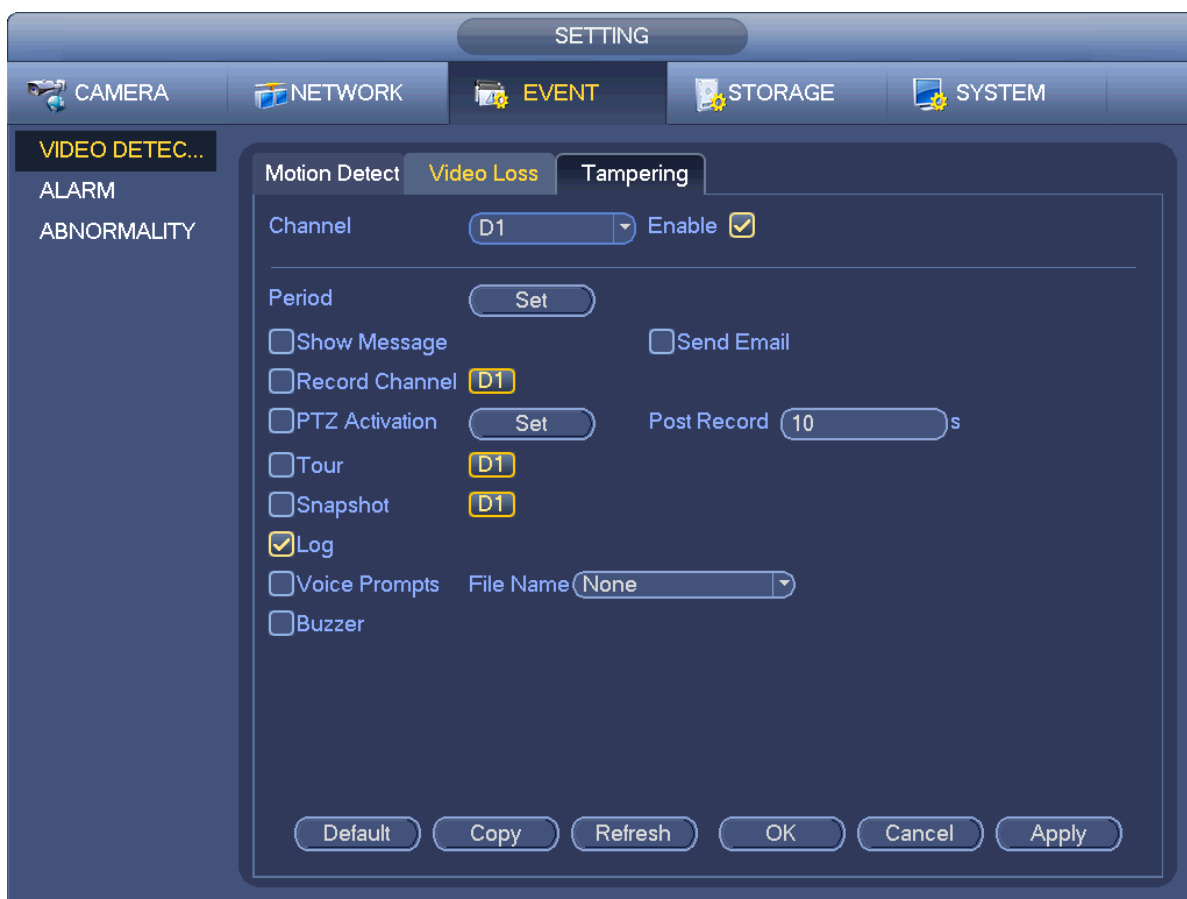 SETTING
CAMERA NETWORK EVENT STORAGE SYSTEM
VIDEO DETEC...
ALARM
ABNORMALITY
Motion Detect Video Loss Tampering
Channel D1 Enable
Period Set
Show Message Send Email
Record Channel D1
PTZ Activation Set Post Record 10 s
Tour D1
Snapshot D1
Log
Voice Prompts File Name None
Buzzer
Default Copy Refresh OK Cancel Apply